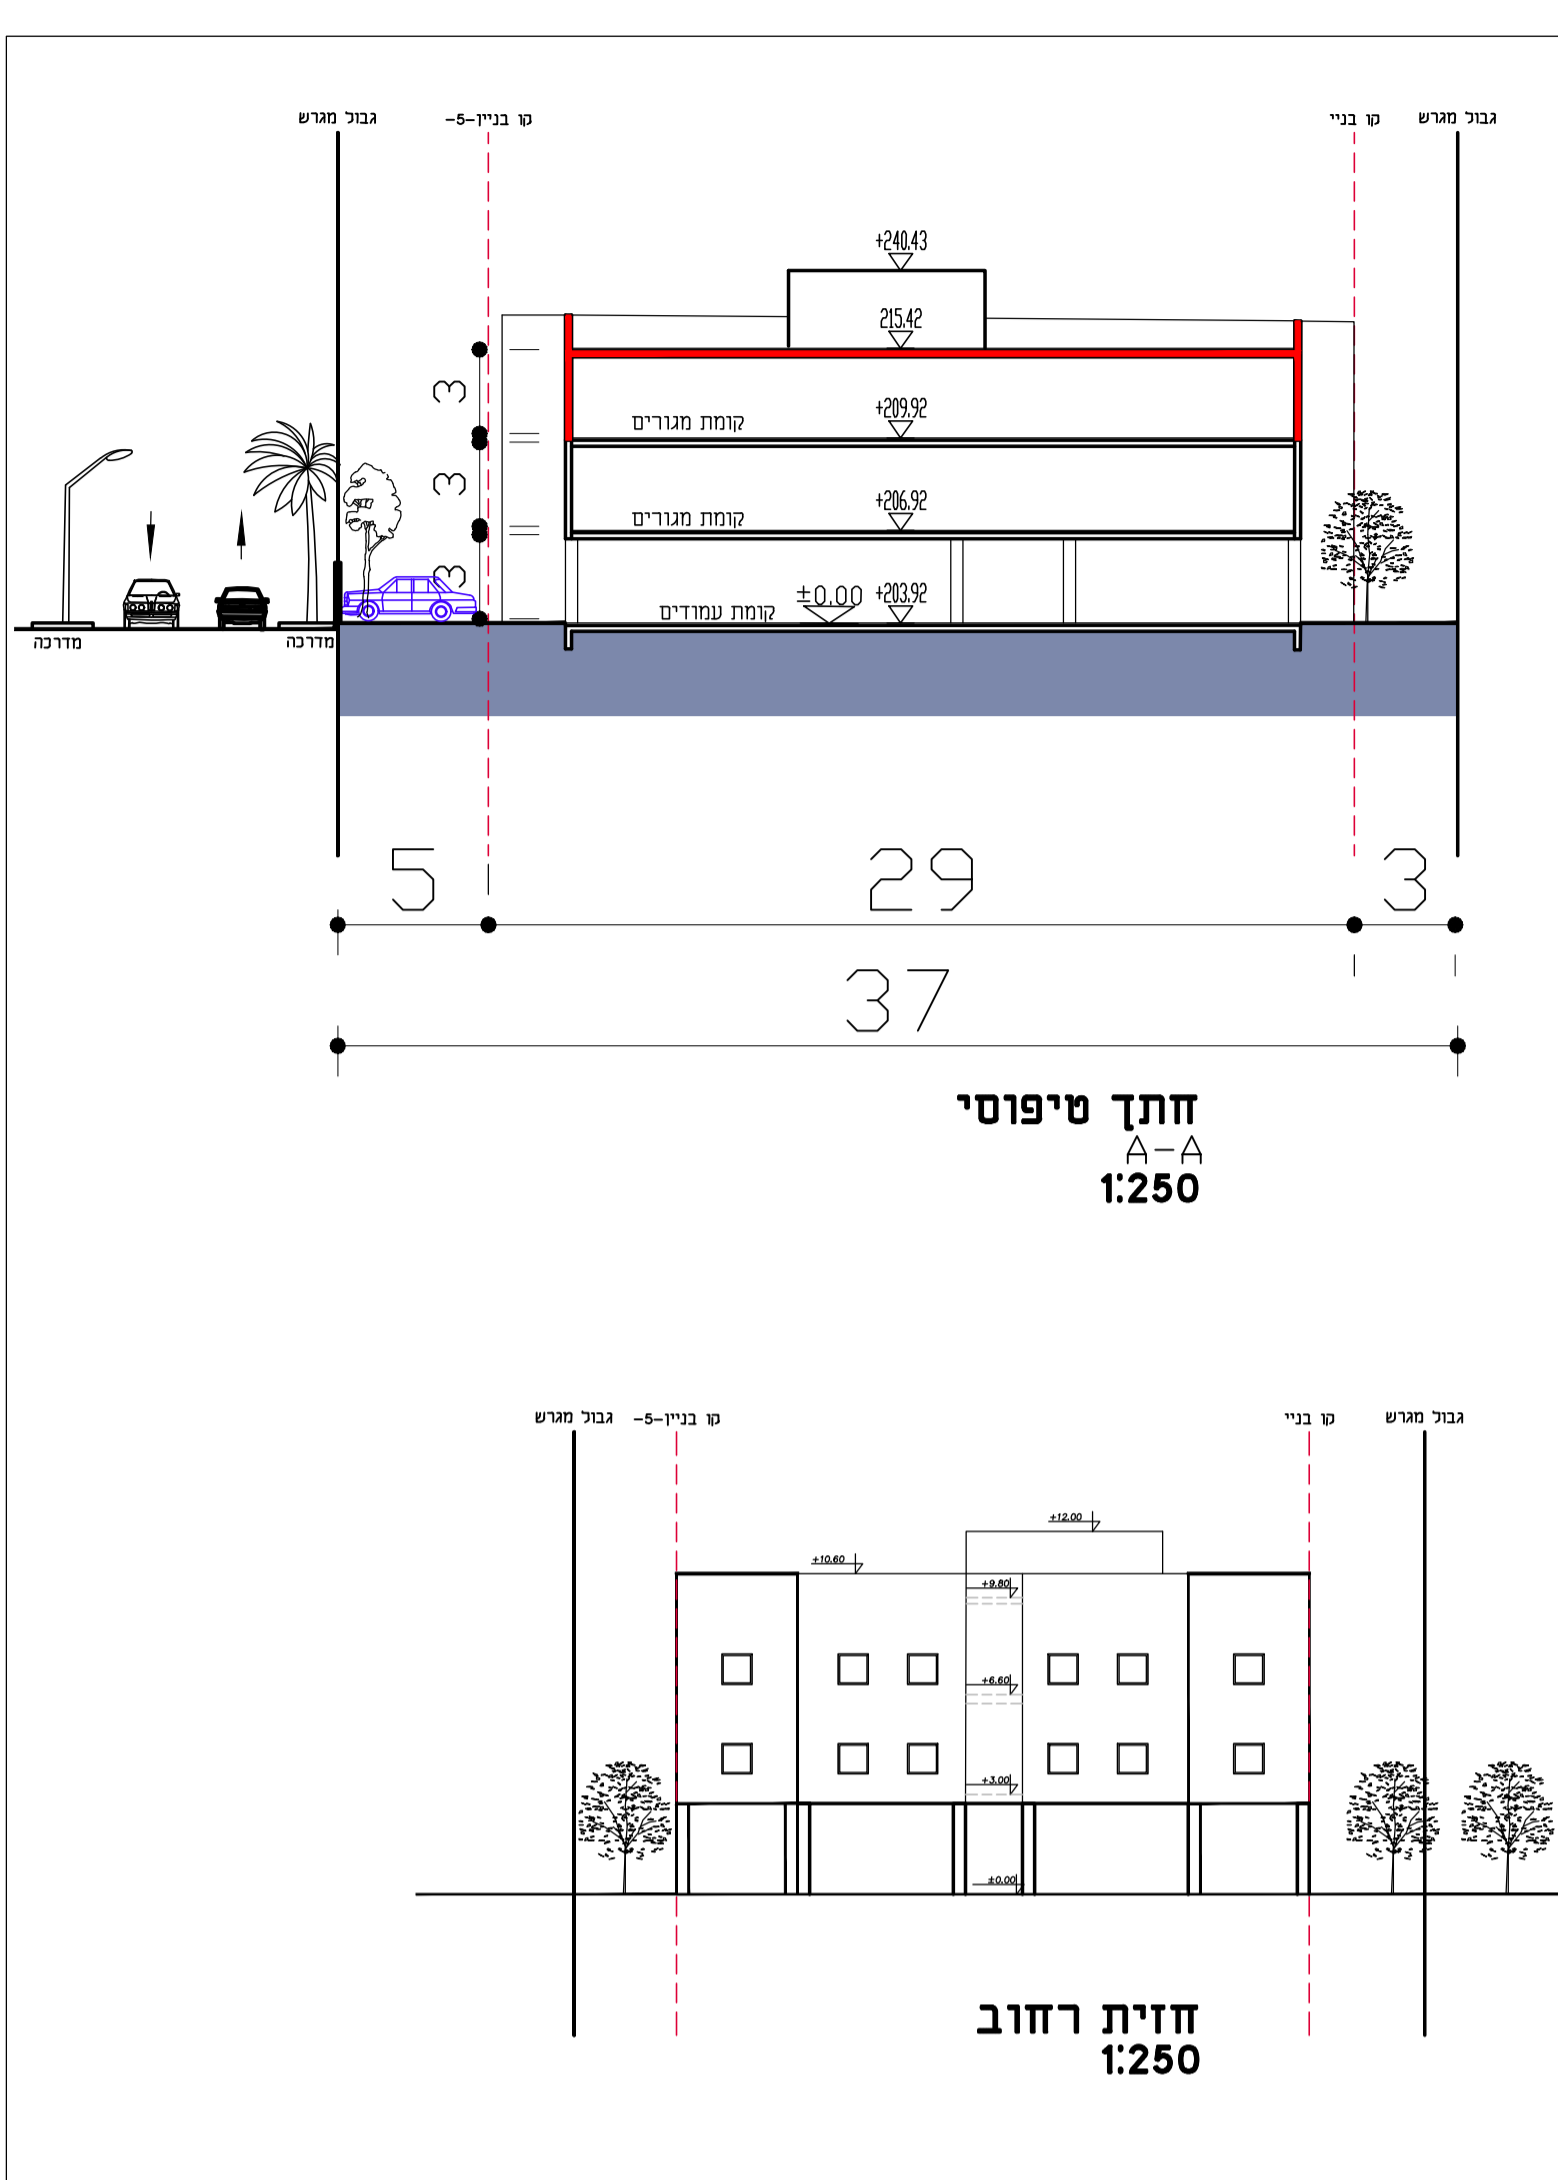 גבול מגרש
קו בניין-5-
קו בניי
גבול מגרש
+240.43
215.42
3
+209.92
קומת מגורים
3
+206.92
קומת מגורים
3
±0.00
+203.92
קומת עמודים
מדרכה
מדרכה
5
29
3
37
חתך טיפוסי
A-A
1:250
גבול מגרש
קו בניין-5-
קו בניי
גבול מגרש
+12.00
+10.60
+9.80
+6.60
+3.00
±0.00
חזית רחוב
1:250